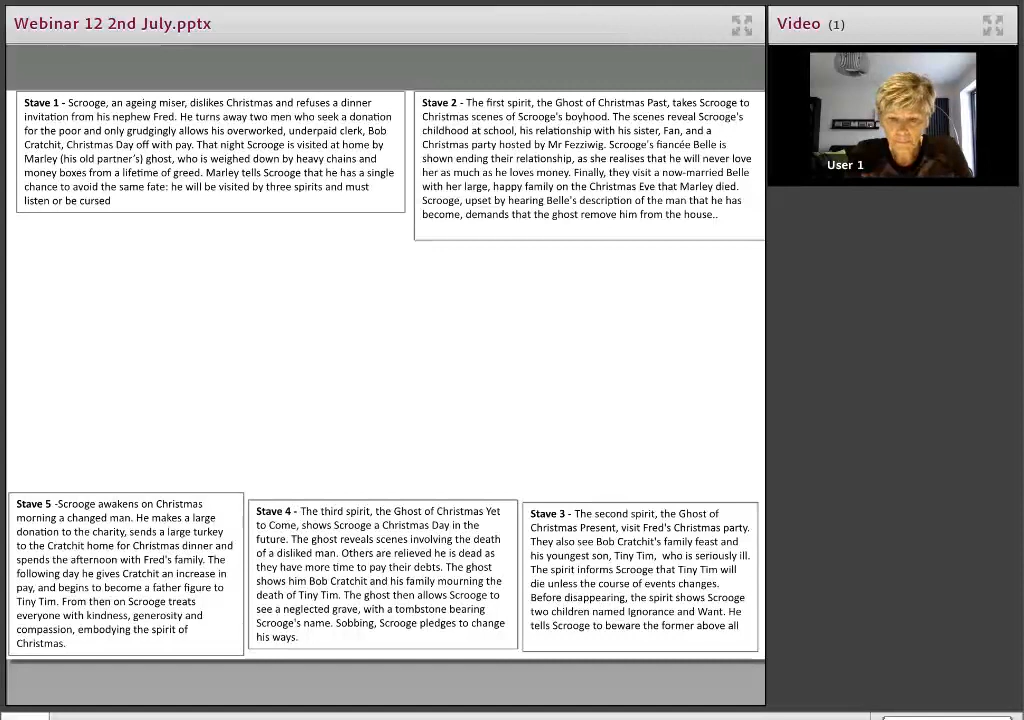 Webinar 12 2nd July.pptx
Video (1)
User 1
Stave 1 - Scrooge, an ageing miser, dislikes Christmas and refuses a dinner
invitation from his nephew Fred. He turns away two men who seek a donation
for the poor and only grudgingly allows his overworked, underpaid clerk, Bob
Cratchit, Christmas Day off with pay. That night Scrooge is visited at home by
Marley (his old partner's) ghost, who is weighed down by heavy chains and
money boxes from a lifetime of greed. Marley tells Scrooge that he has a single
chance to avoid the same fate: he will be visited by three spirits and must
listen or be cursed
Stave 2 - The first spirit, the Ghost of Christmas Past, takes Scrooge to
Christmas scenes of Scrooge's boyhood. The scenes reveal Scrooge's
childhood at school, his relationship with his sister, Fan, and a
Christmas party hosted by Mr Fezziwig. Scrooge's fiancée Belle is
shown ending their relationship, as she realises that he will never love
her as much as he loves money. Finally, they visit a now-married Belle
with her large, happy family on the Christmas Eve that Marley died.
Scrooge, upset by hearing Belle's description of the man that he has
become, demands that the ghost remove him from the house..
Stave 5 -Scrooge awakens on Christmas
morning a changed man. He makes a large
donation to the charity, sends a large turkey
to the Cratchit home for Christmas dinner and
spends the afternoon with Fred's family. The
following day he gives Cratchit an increase in
pay, and begins to become a father figure to
Tiny Tim. From then on Scrooge treats
everyone with kindness, generosity and
compassion, embodying the spirit of
Christmas.
Stave 4 - The third spirit, the Ghost of Christmas Yet
to Come, shows Scrooge a Christmas Day in the
future. The ghost reveals scenes involving the death
of a disliked man. Others are relieved he is dead as
they have more time to pay their debts. The ghost
shows him Bob Cratchit and his family mourning the
death of Tiny Tim. The ghost then allows Scrooge to
see a neglected grave, with a tombstone bearing
Scrooge's name. Sobbing, Scrooge pledges to change
his ways.
Stave 3 - The second spirit, the Ghost of
Christmas Present, visit Fred's Christmas party.
They also see Bob Cratchit's family feast and
his youngest son, Tiny Tim, who is seriously ill.
The spirit informs Scrooge that Tiny Tim will
die unless the course of events changes.
Before disappearing, the spirit shows Scrooge
two children named Ignorance and Want. He
tells Scrooge to beware the former above all